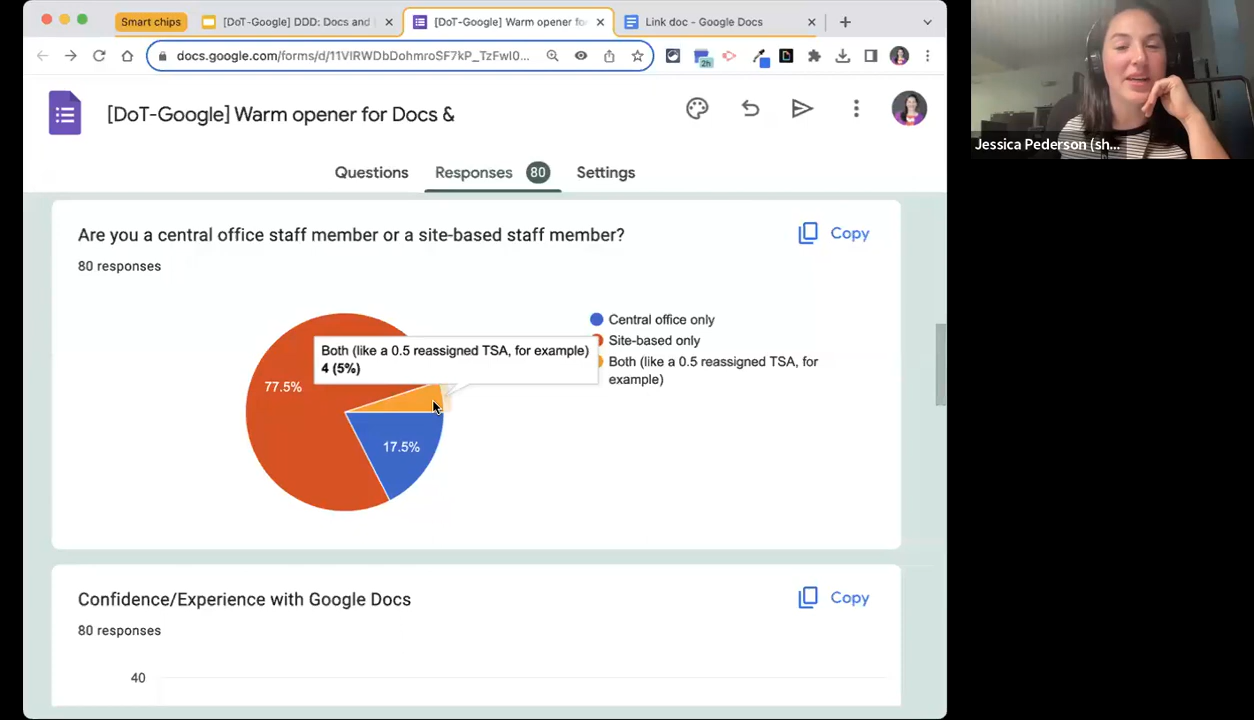 Smart chips
[DoT-Google] DDD: Docs and
[DoT-Google] Warm opener fo
Link doc - Google Docs
docs.google.com/forms/d/11VIRWDbDohmroSF7kP_TzFwI0...
2h
[DoT-Google] Warm opener for Docs &
Questions
Responses
80
Settings
Are you a central office staff member or a site-based staff member?
Copy
80 responses
Both (like a 0.5 reassigned TSA, for example)
4 (5%)
77.5%
17.5%
Central office only
Site-based only
Both (like a 0.5 reassigned TSA, for
example)
Confidence/Experience with Google Docs
Copy
80 responses
40
Jessica Pederson (sh...